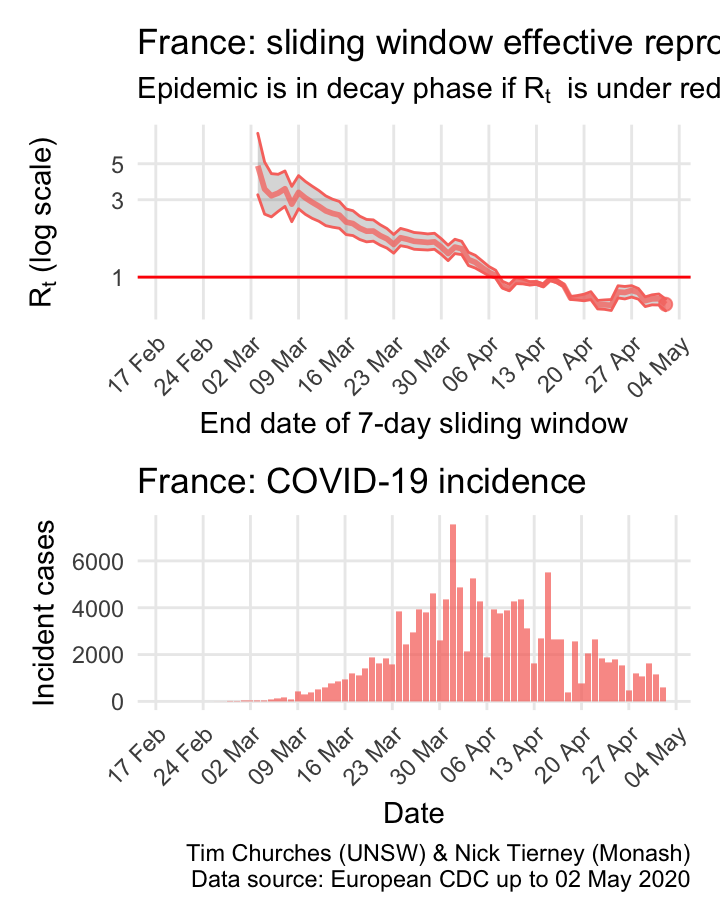 France: sliding window effective repro
Epidemic is in decay phase if Rt is under red
Rt (log scale)
5
3
1
17 Feb
24 Feb
02 Mar
09 Mar
16 Mar
23 Mar
30 Mar
06 Apr
13 Apr
20 Apr
27 Apr
04 May
End date of 7-day sliding window
France: COVID-19 incidence
Incident cases
6000
4000
2000
0
17 Feb
24 Feb
02 Mar
09 Mar
16 Mar
23 Mar
30 Mar
06 Apr
13 Apr
20 Apr
27 Apr
04 May
Date
Tim Churches (UNSW) & Nick Tierney (Monash)
Data source: European CDC up to 02 May 2020